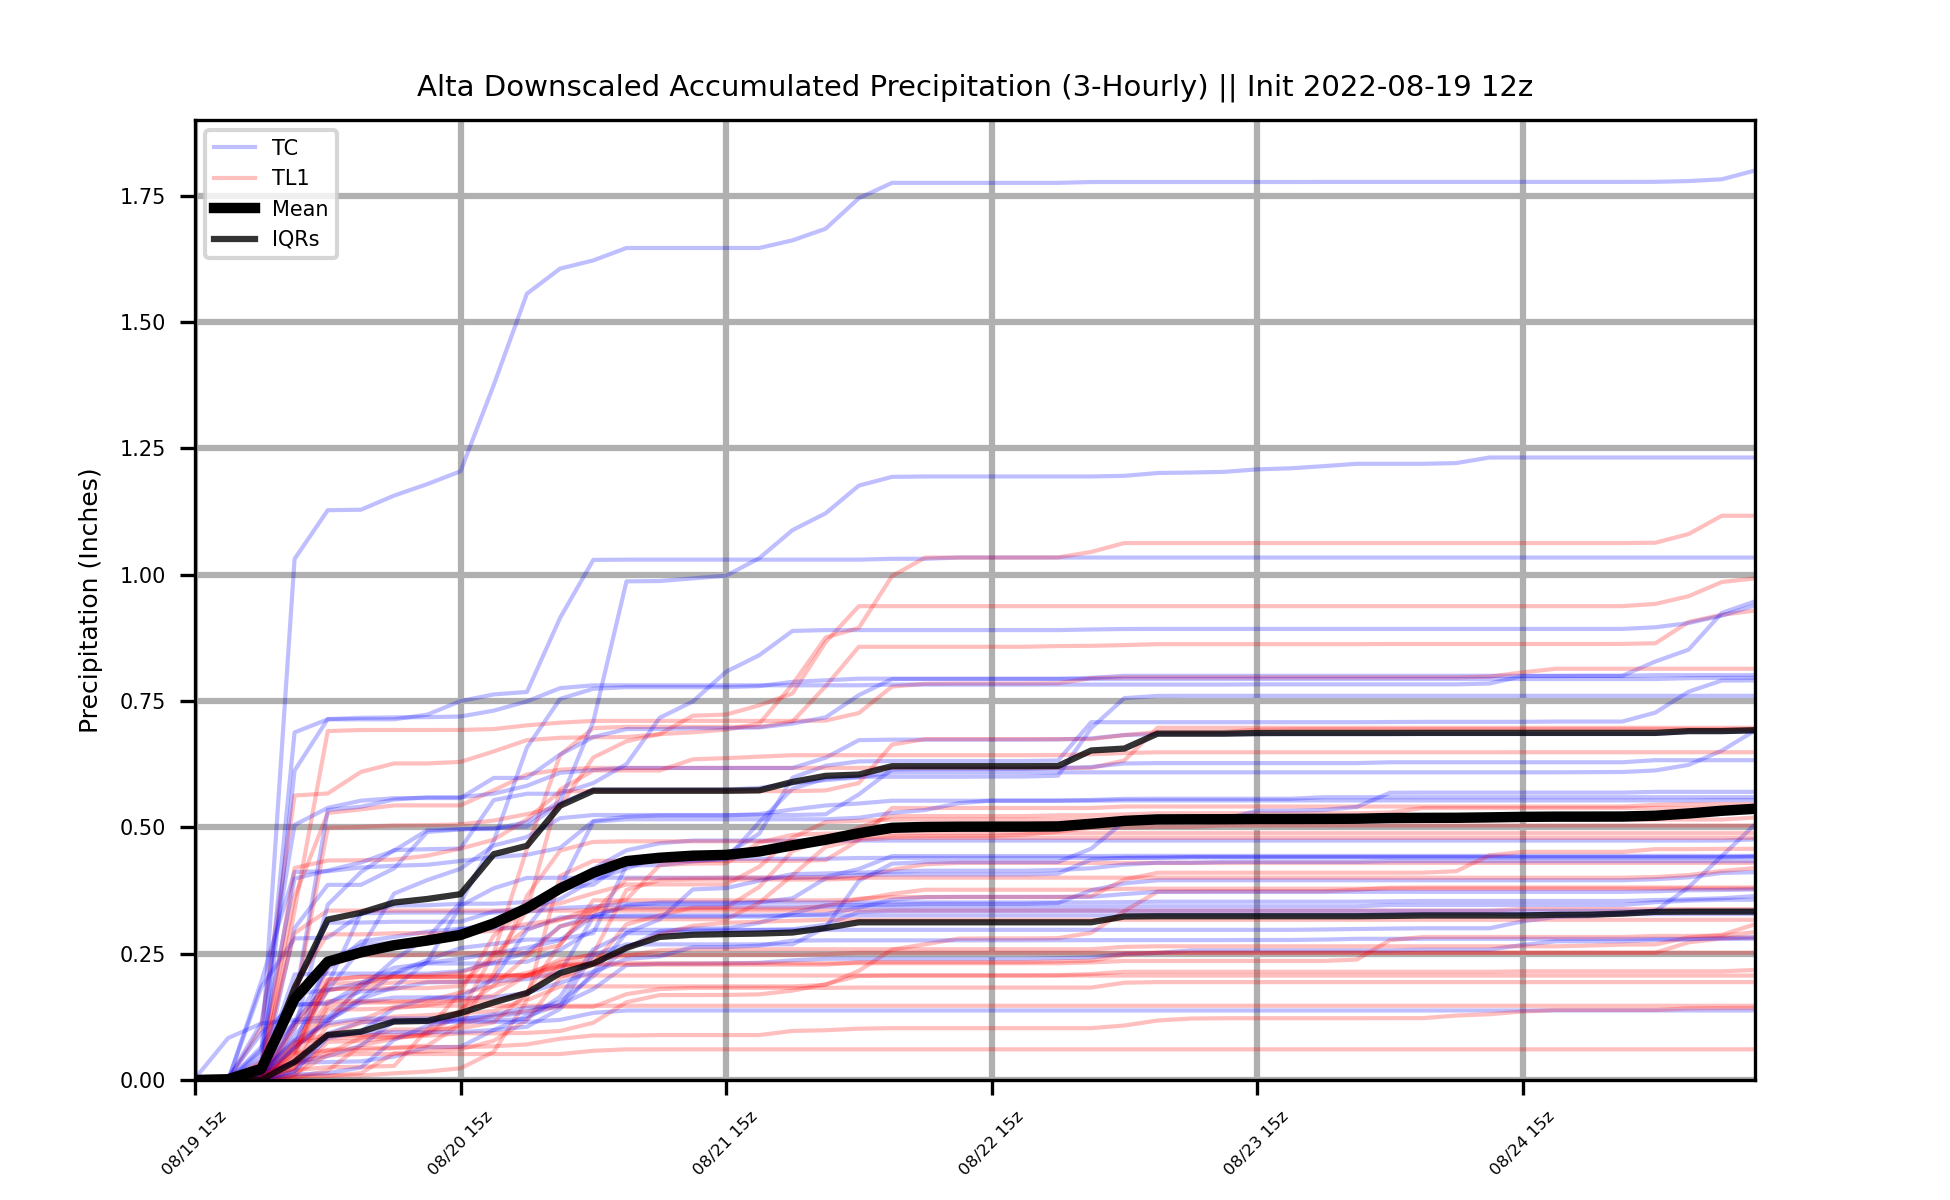 Alta Downscaled Accumulated Precipitation (3-Hourly) || Init 2022-08-19 12z
TC
TL1
Mean
IQRs
Precipitation (Inches)
1.75
1.50
1.25
1.00
0.75
0.50
0.25
0.00
08/19 15z
08/20 15z
08/21 15z
08/22 15z
08/23 15z
08/24 15z